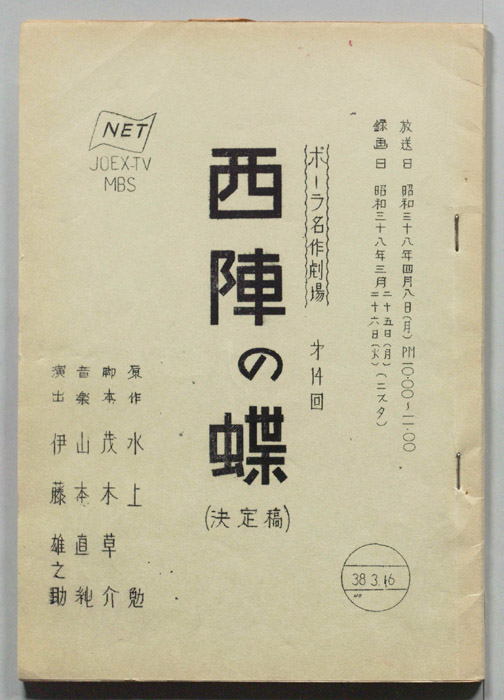 放送日 昭和三十八年四月八日(月) PM 10.00〜11.00
録画日 昭和三十八年三月二十五日(月)二十六日(火)(ニスタ)
ポーラ名作劇場 才14回
西陣の蝶
(決定稿)
NET
JOEX-TV
MBS
原作 水上 勉
脚本 茂木草介
音楽 山本直純
演出 伊藤雄之助
38.3.16